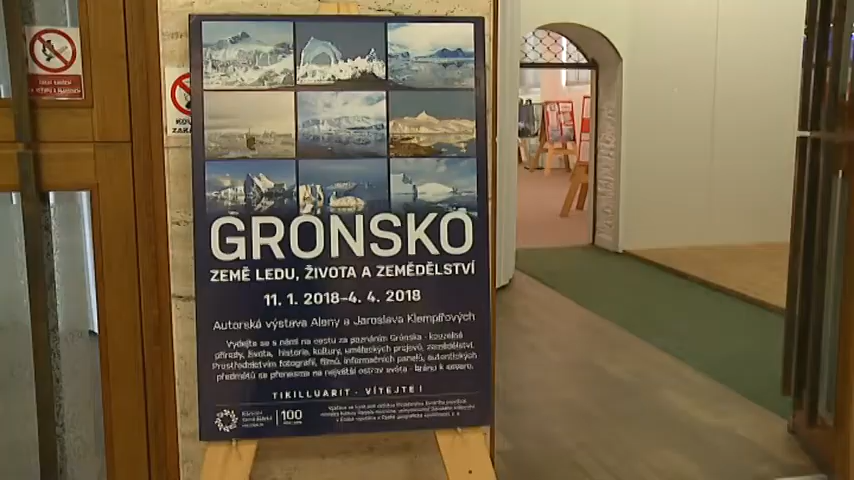 GRÓNSKO
ZEMĚ LEDU, ŽIVOTA A ZEMĚDĚLSTVÍ
11. 1. 2018–4. 4. 2018
Autorská výstava Aleny a Jaroslava Klempířových
Vydejte se s námi na cestu za poznáním Grónska - kouzelné
přírody, života, historie, kultury, uměleckých projevů, zemědělství.
Prostřednictvím fotografií, filmů, informačních panelů, autentických
předmětů se přeneseme na největší ostrov světa - bránu k severu.
TIKILLUARIT - VÍTEJTE!
100